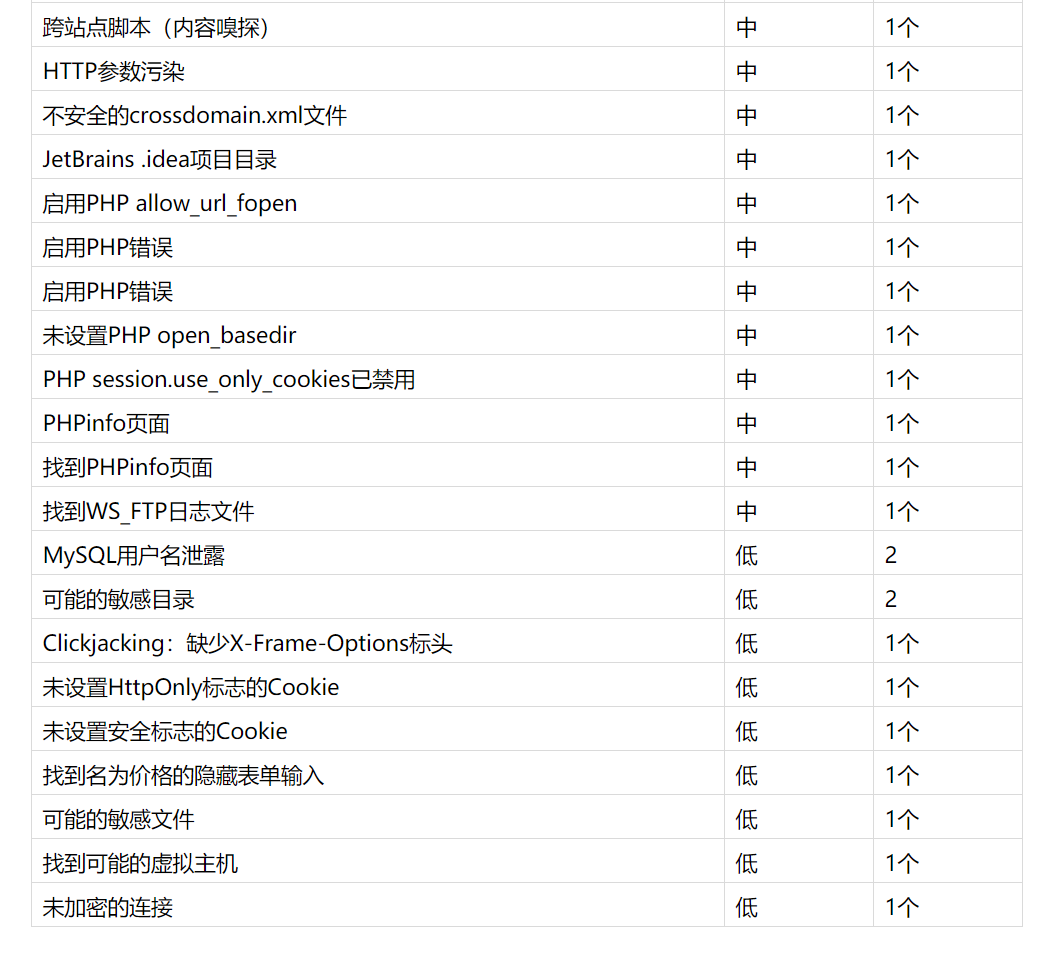 跨站点脚本（内容嗅探） 中 1个
HTTP参数污染 中 1个
不安全的crossdomain.xml文件 中 1个
JetBrains .idea项目目录 中 1个
启用PHP allow_url_fopen 中 1个
启用PHP错误 中 1个
启用PHP错误 中 1个
未设置PHP open_basedir 中 1个
PHP session.use_only_cookies已禁用 中 1个
PHPinfo页面 中 1个
找到PHPinfo页面 中 1个
找到WS_FTP日志文件 中 1个
MySQL用户名泄露 低 2
可能的敏感目录 低 2
Clickjacking：缺少X-Frame-Options标头 低 1个
未设置HttpOnly标志的Cookie 低 1个
未设置安全标志的Cookie 低 1个
找到名为价格的隐藏表单输入 低 1个
可能的敏感文件 低 1个
找到可能的虚拟主机 低 1个
未加密的连接 低 1个